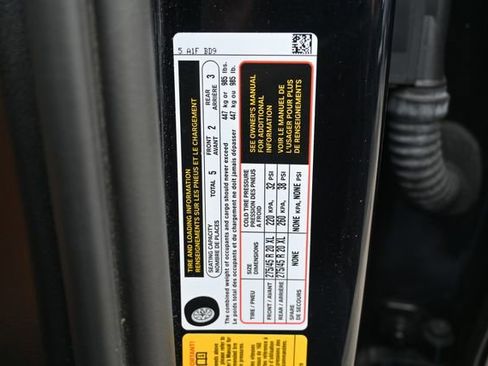 5 A1F BD9
TIRE AND LOADING INFORMATION
RENSEIGNEMENTS SUR LES PNEUS ET LE CHARGEMENT
SEATING CAPACITY
NOMBRE DE PLACES
TOTAL 5
FRONT
AVANT 2
REAR
ARRIÈRE 3
The combined weight of occupants and cargo should never exceed 447 kg or 985 lbs.
Le poids total des occupants et du chargement ne doit jamais dépasser 447 kg ou 985 lb.
TIRE / PNEU
SIZE
DIMENSIONS
COLD TIRE PRESSURE
PRESSION DES PNEUS
A FROID
FRONT / AVANT 275/45 R 20 XL 220 KPA, 32 PSI
REAR / ARRIÈRE 275/45 R 20 XL 260 KPA, 38 PSI
SPARE
DE SECOURS NONE NONE KPA, NONE PSI
SEE OWNER'S MANUAL
FOR ADDITIONAL
INFORMATION
VOIR LE MANUEL DE
L'USAGER POUR PLUS
DE RENSEIGNEMENTS